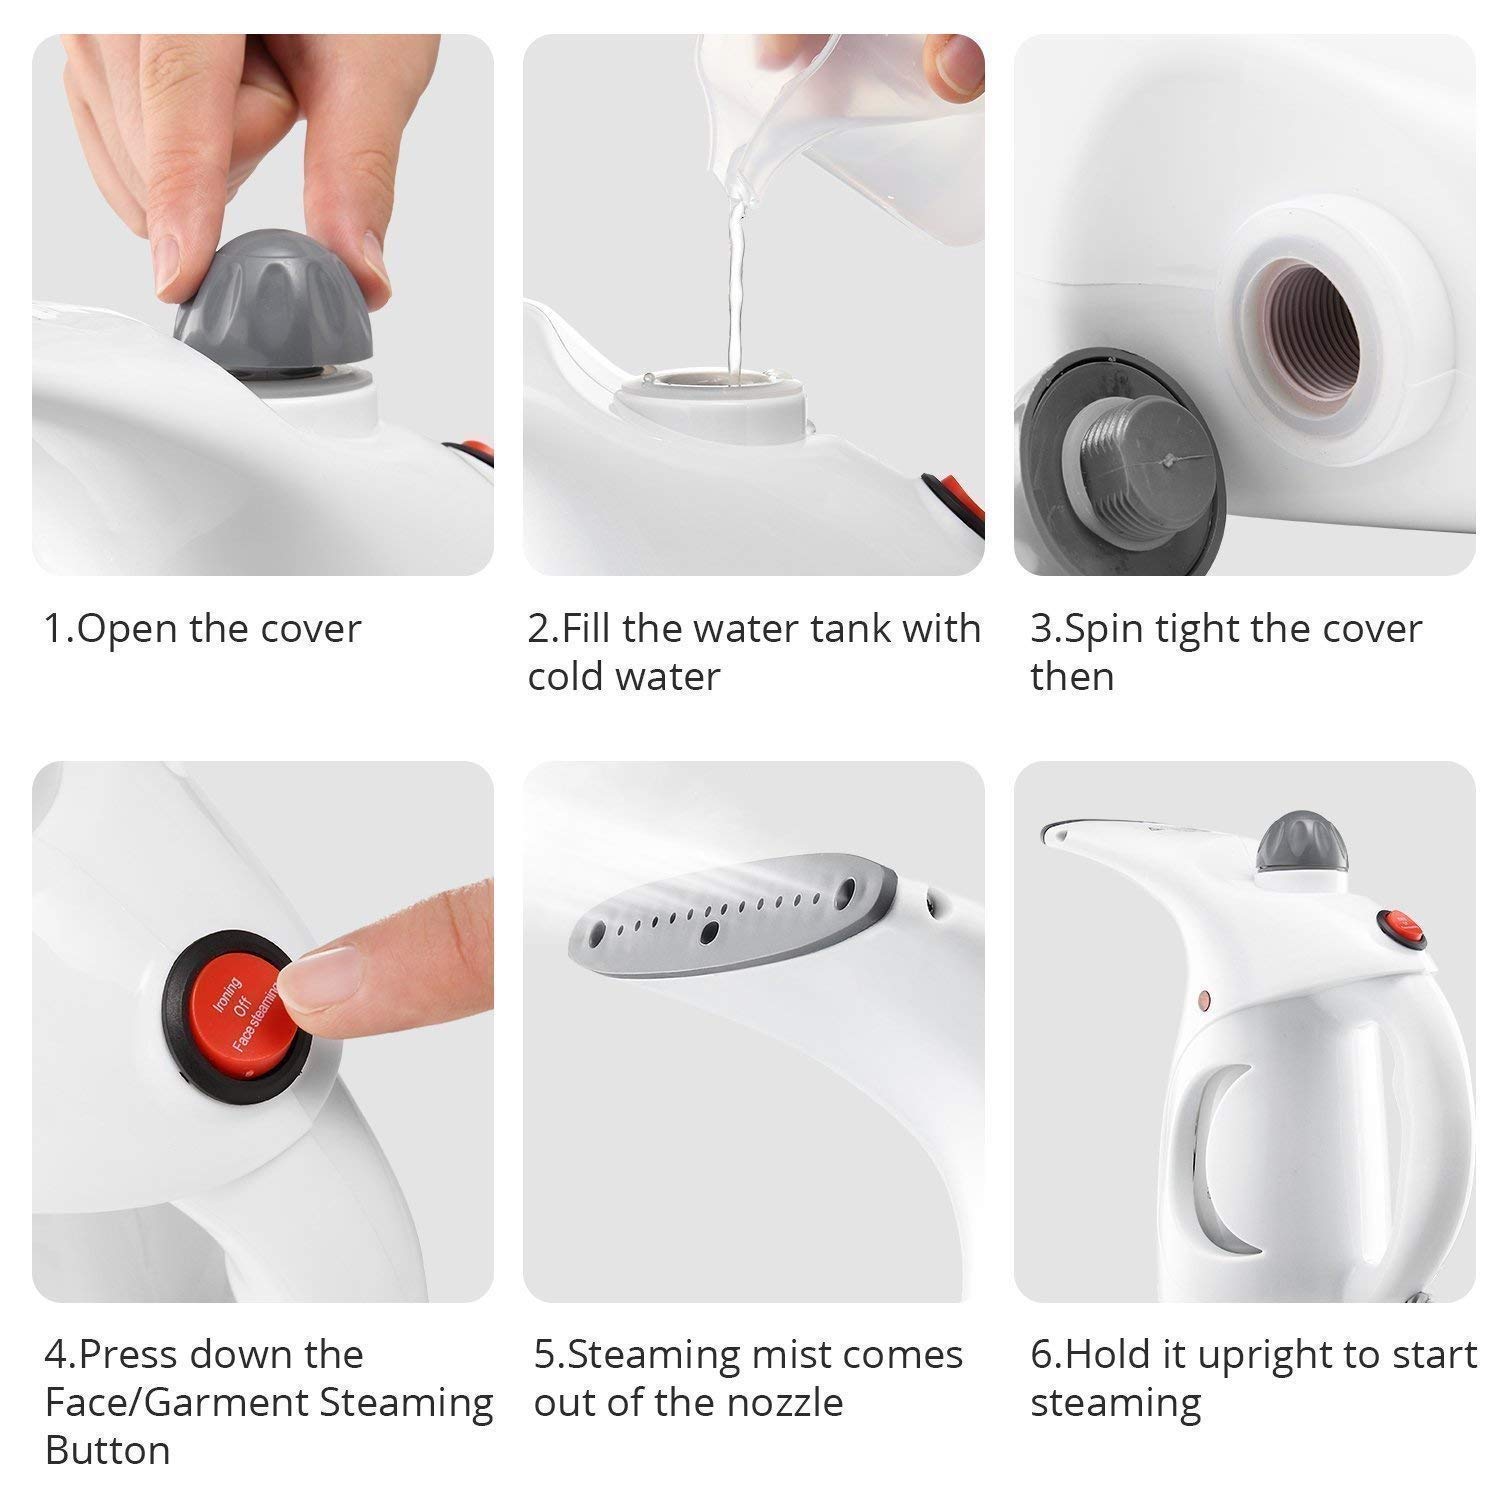 1.Open the cover
2.Fill the water tank with
cold water
3.Spin tight the cover
then
Ironing
Off
Face steaming
4.Press down the
Face/Garment Steaming
Button
5.Steaming mist comes
out of the nozzle
6.Hold it upright to start
steaming